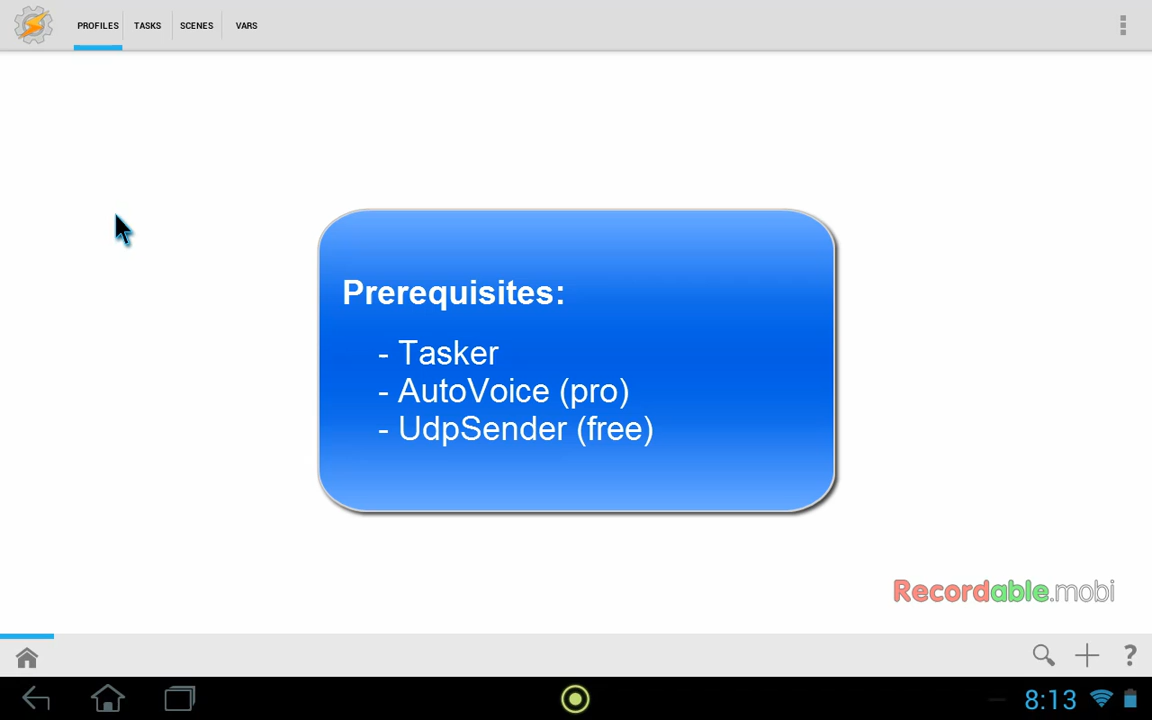 PROFILES TASKS SCENES VARS
Prerequisites:
- Tasker
- AutoVoice (pro)
- UdpSender (free)
Recordable.mobi
?
8:13